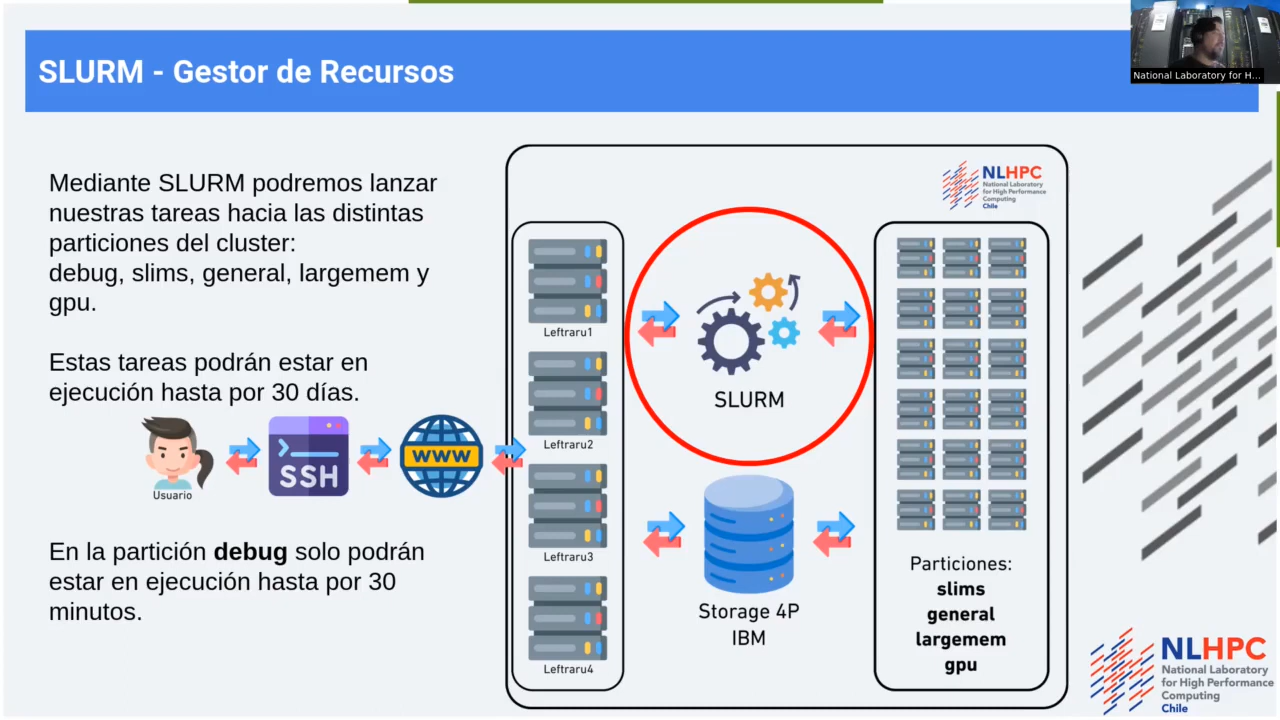 SLURM - Gestor de Recursos
National Laboratory for H...
Mediante SLURM podremos lanzar
nuestras tareas hacia las distintas
particiones del cluster:
debug, slims, general, largemem y
gpu.
Estas tareas podrán estar en
ejecución hasta por 30 días.
Usuario
SSH
www
En la partición debug solo podrán
estar en ejecución hasta por 30
minutos.
Leftraru1
Leftraru2
Leftraru3
Leftraru4
SLURM
Storage 4P
IBM
NLHPC
National Laboratory
for High Performance
Computing
Chile
Particiones:
slims
general
largemem
gpu
NLHPC
National Laboratory
for High Performance
Computing
Chile